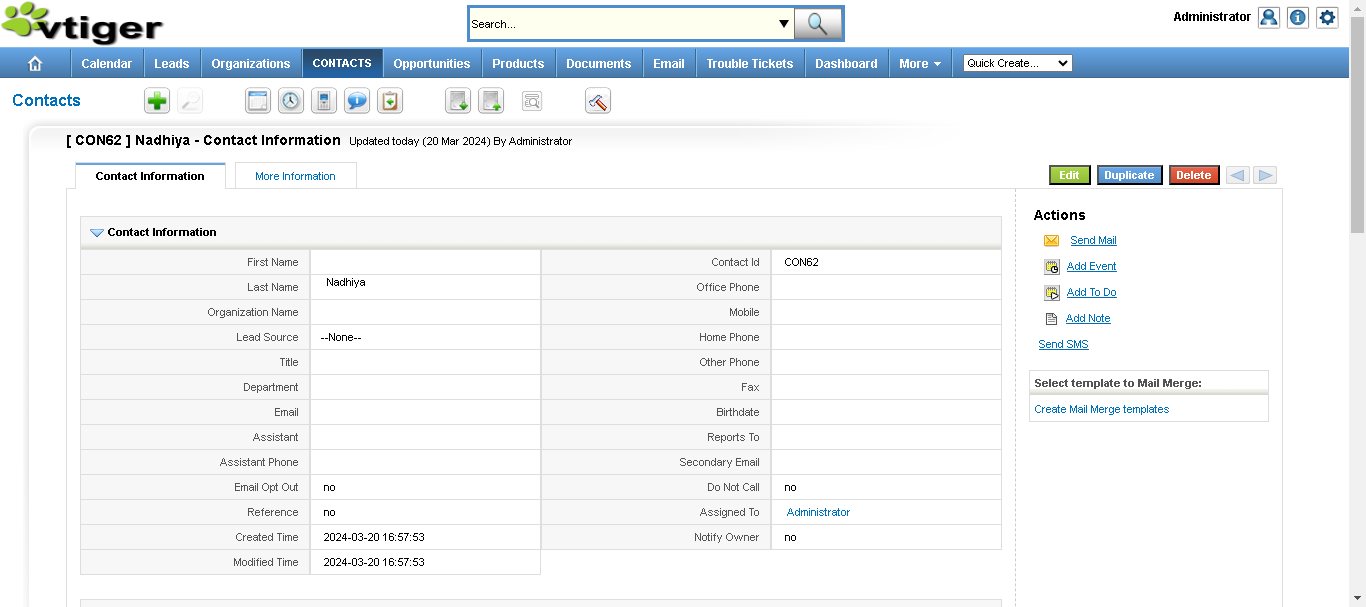 vtiger
Search...
Administrator
Calendar Leads Organizations CONTACTS Opportunities Products Documents Email Trouble Tickets Dashboard More Quick Create...
Contacts
[ CON62 ] Nadhiya - Contact Information Updated today (20 Mar 2024) By Administrator
Contact Information More Information
Edit Duplicate Delete
Contact Information
First Name Contact Id CON62
Last Name Nadhiya Office Phone
Organization Name Mobile
Lead Source --None-- Home Phone
Title Other Phone
Department Fax
Email Birthdate
Assistant Reports To
Assistant Phone Secondary Email
Email Opt Out no Do Not Call no
Reference no Assigned To Administrator
Created Time 2024-03-20 16:57:53 Notify Owner no
Modified Time 2024-03-20 16:57:53
Actions
Send Mail
Add Event
Add To Do
Add Note
Send SMS
Select template to Mail Merge:
Create Mail Merge templates